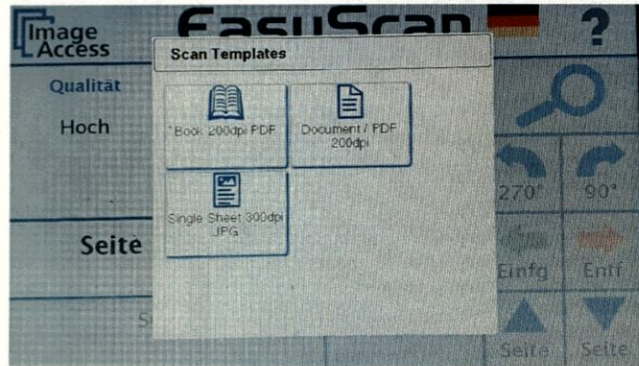 Image
Access
EasyScan
?
Scan Templates
Qualität
Hoch
*Book 200dpi PDF
Document / PDF
200dpi
Single Sheet 300dpi
JPG
270°
90°
Seite
Einfg
Entf
Seite
Seite